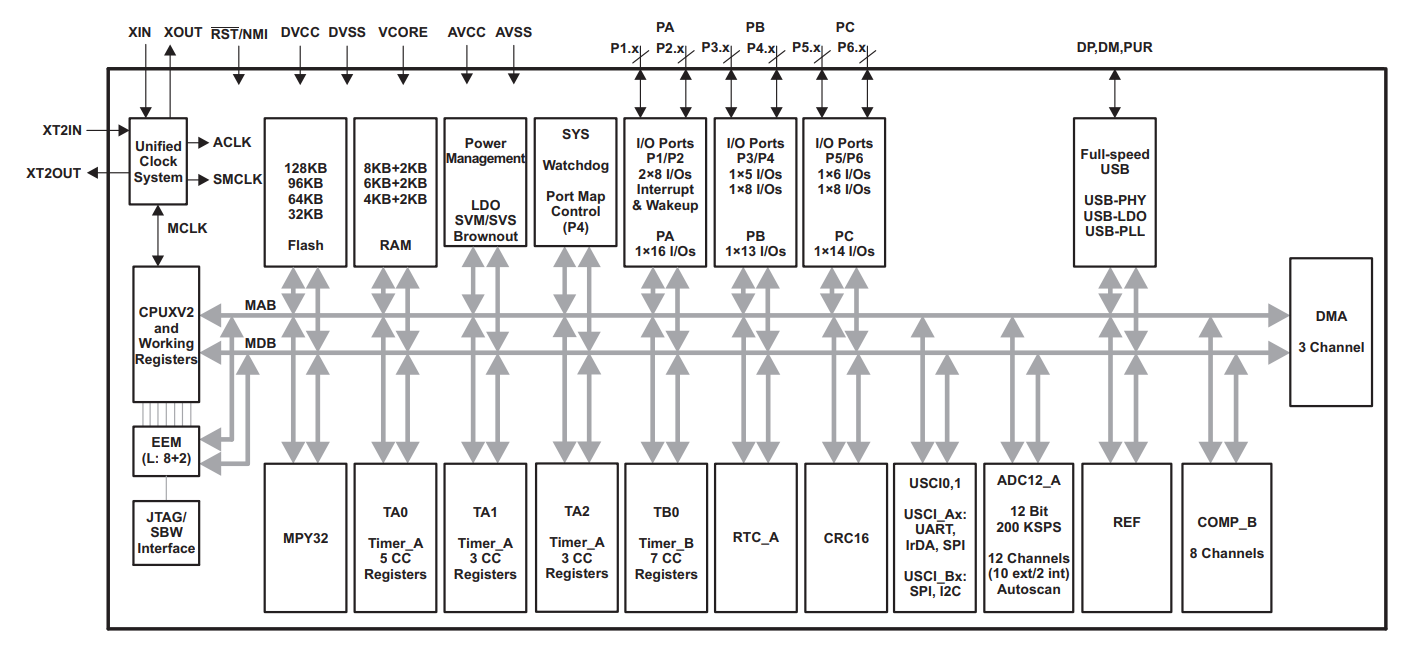 XIN XOUT RST/NMI DVCC DVSS VCORE AVCC AVSS
PA PB PC
P1.x P2.x P3.x P4.x P5.x P6.x
DP,DM,PUR
XT2IN
XT2OUT
Unified
Clock
System
ACLK
SMCLK
MCLK
128KB
96KB
64KB
32KB
Flash
8KB+2KB
6KB+2KB
4KB+2KB
RAM
Power
Management
LDO
SVM/SVS
Brownout
SYS
Watchdog
Port Map
Control
(P4)
I/O Ports
P1/P2
2×8 I/Os
Interrupt
& Wakeup
PA
1×16 I/Os
I/O Ports
P3/P4
1×5 I/Os
1×8 I/Os
PB
1×13 I/Os
I/O Ports
P5/P6
1×6 I/Os
1×8 I/Os
PC
1×14 I/Os
Full-speed
USB
USB-PHY
USB-LDO
USB-PLL
CPUXV2
and
Working
Registers
MAB
MDB
DMA
3 Channel
EEM
(L: 8+2)
JTAG/
SBW
Interface
MPY32
TA0
Timer_A
5 CC
Registers
TA1
Timer_A
3 CC
Registers
TA2
Timer_A
3 CC
Registers
TB0
Timer_B
7 CC
Registers
RTC_A
CRC16
USCI0,1
USCI_Ax:
UART,
IrDA, SPI
USCI_Bx:
SPI, I2C
ADC12_A
12 Bit
200 KSPS
12 Channels
(10 ext/2 int)
Autoscan
REF
COMP_B
8 Channels